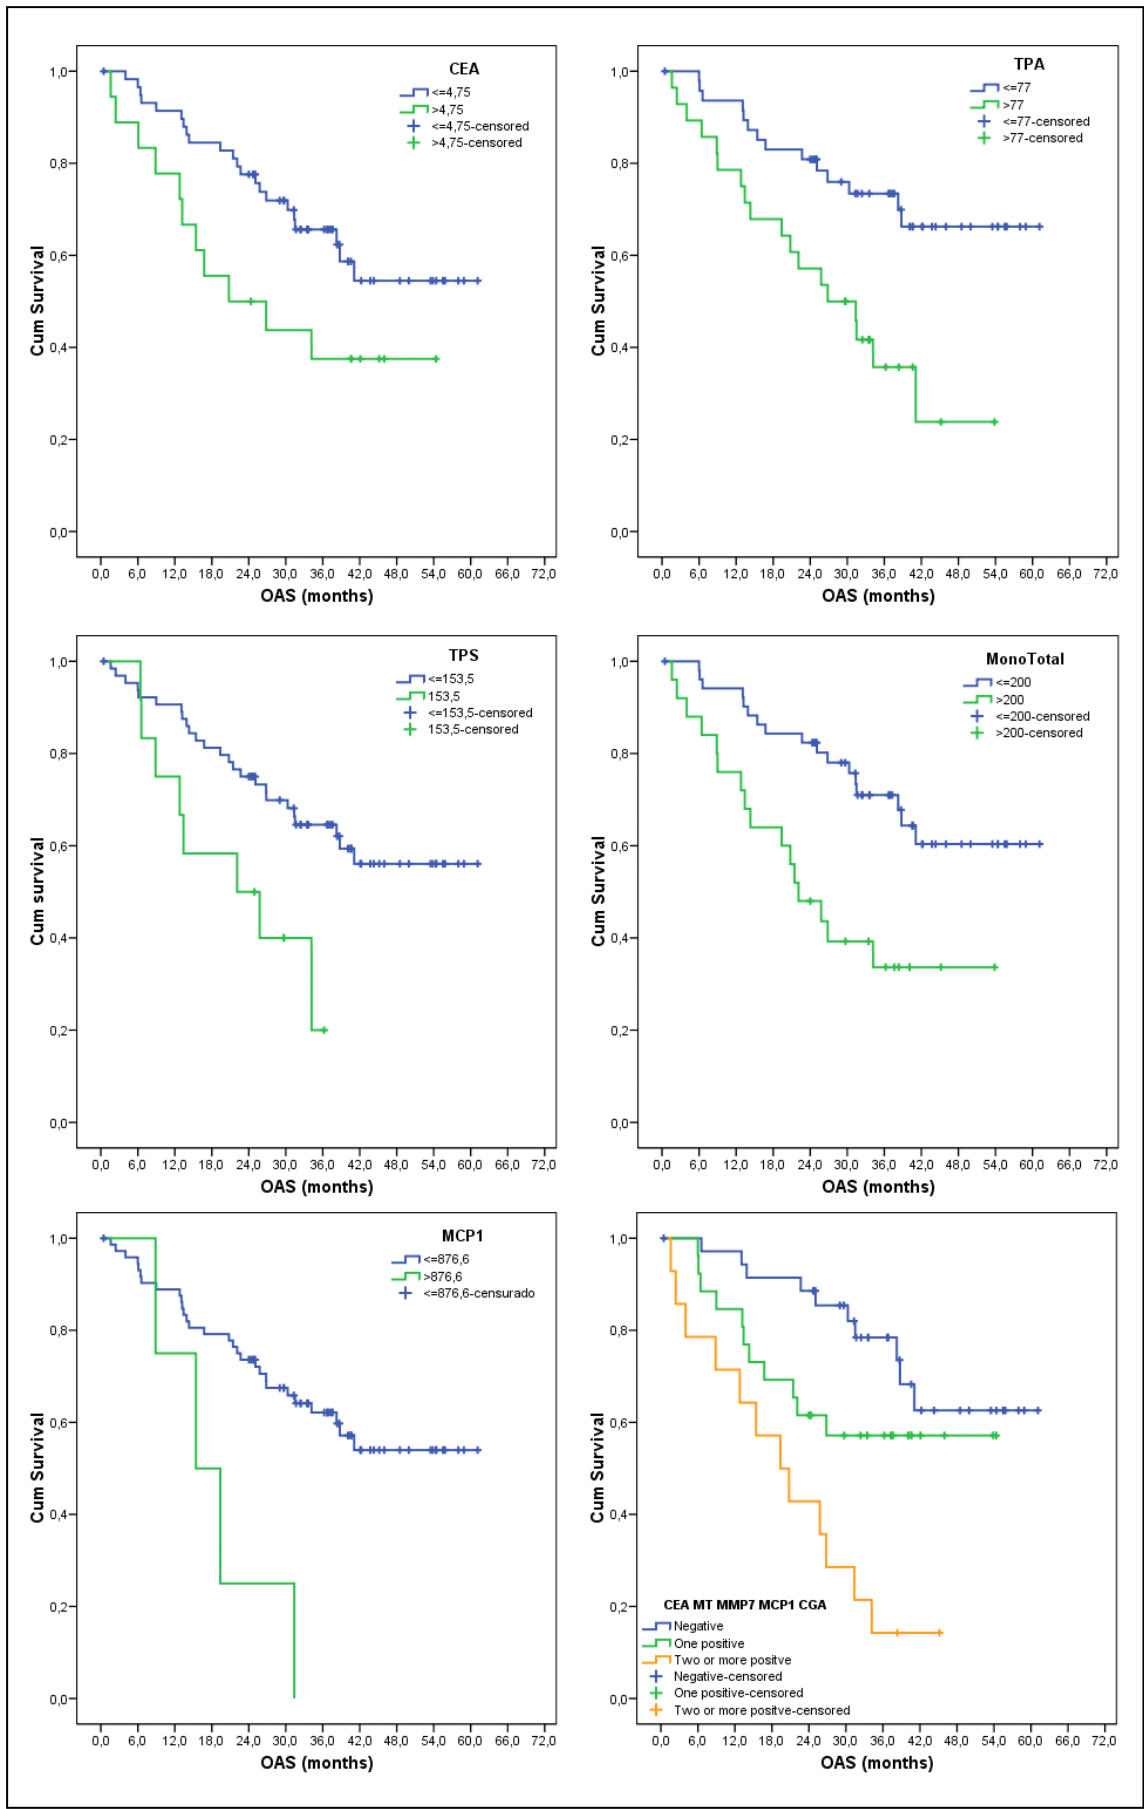 CEA
<=4,75
>4,75
<=4,75-censored
>4,75-censored
1,0
0,8
0,6
0,4
0,2
0,0
Cum Survival
0,0 6,0 12,0 18,0 24,0 30,0 36,0 42,0 48,0 54,0 60,0 66,0 72,0
OAS (months)
TPA
<=77
>77
<=77-censored
>77-censored
1,0
0,8
0,6
0,4
0,2
0,0
Cum Survival
0,0 6,0 12,0 18,0 24,0 30,0 36,0 42,0 48,0 54,0 60,0 66,0 72,0
OAS (months)
TPS
<=153,5
153,5
<=153,5-censored
153,5-censored
1,0
0,8
0,6
0,4
0,2
0,0
Cum survival
0,0 6,0 12,0 18,0 24,0 30,0 36,0 42,0 48,0 54,0 60,0 66,0 72,0
OAS (months)
MonoTotal
<=200
>200
<=200-censored
>200-censored
1,0
0,8
0,6
0,4
0,2
0,0
Cum Survival
0,0 6,0 12,0 18,0 24,0 30,0 36,0 42,0 48,0 54,0 60,0 66,0 72,0
OAS (months)
MCP1
<=876,6
>876,6
<=876,6-censurado
1,0
0,8
0,6
0,4
0,2
0,0
Cum Survival
0,0 6,0 12,0 18,0 24,0 30,0 36,0 42,0 48,0 54,0 60,0 66,0 72,0
OAS (months)
1,0
0,8
0,6
0,4
0,2
0,0
Cum Survival
CEA MT MMP7 MCP1 CGA
Negative
One positive
Two or more positve
Negative-censored
One positive-censored
Two or more positve-censored
0,0 6,0 12,0 18,0 24,0 30,0 36,0 42,0 48,0 54,0 60,0 66,0 72,0
OAS (months)